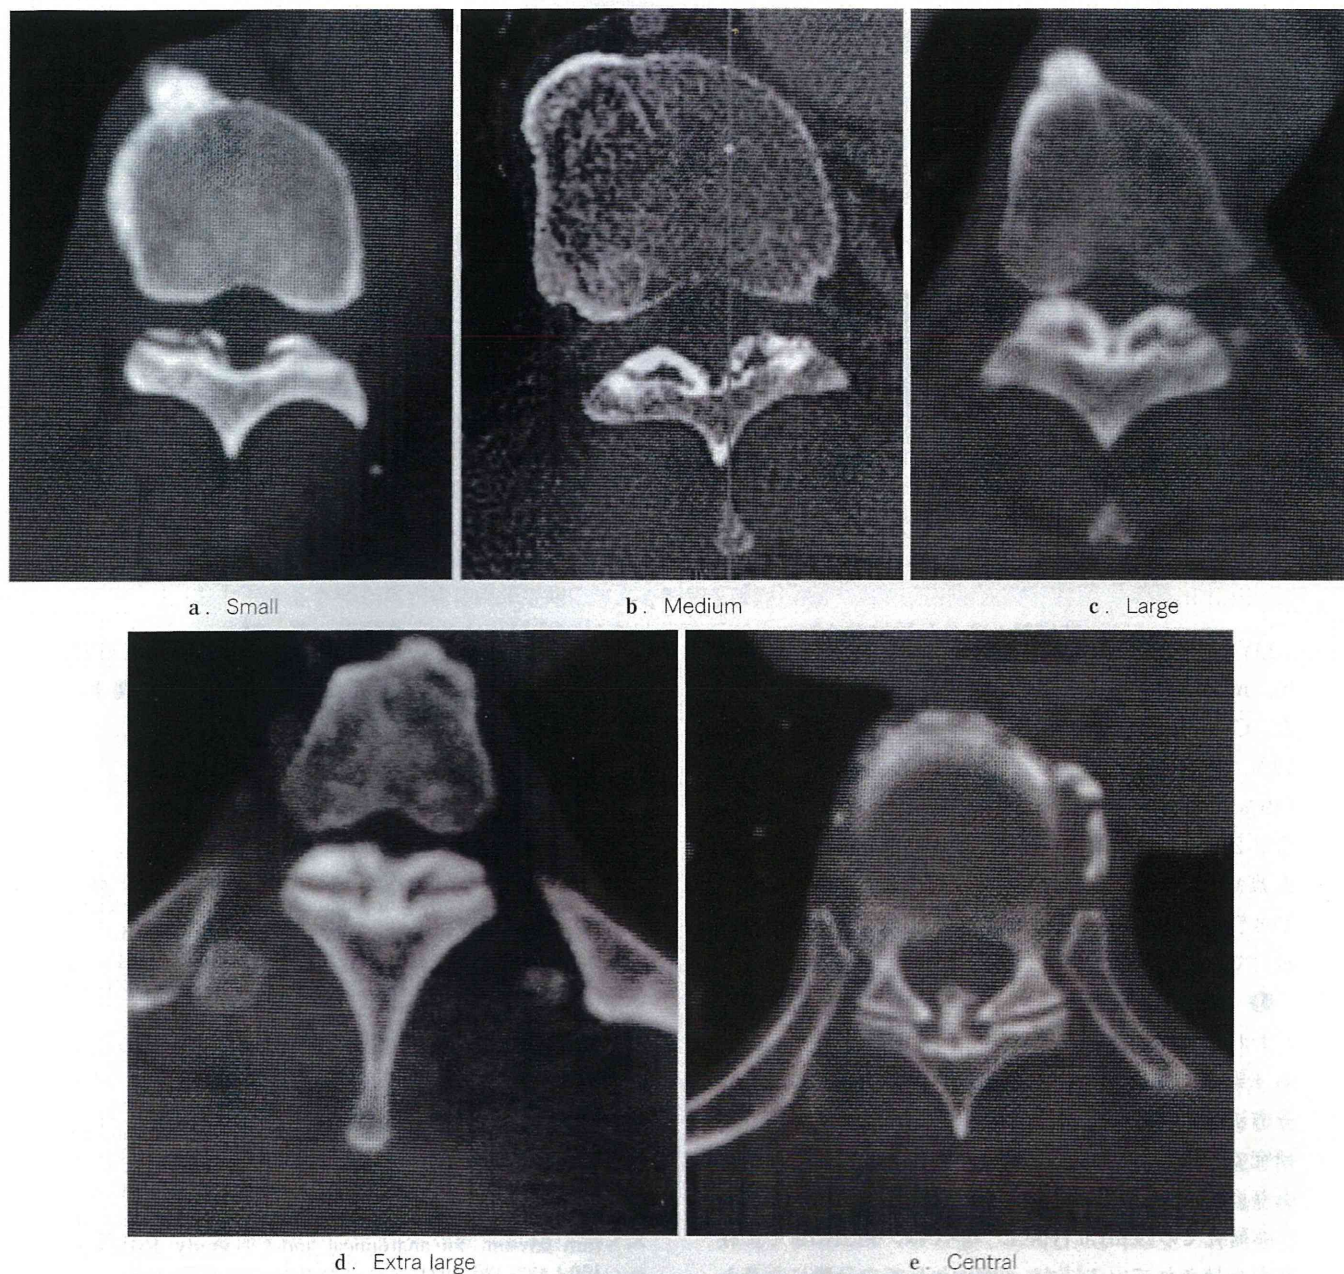 a. Small
b. Medium
c. Large
d. Extra large
e. Central